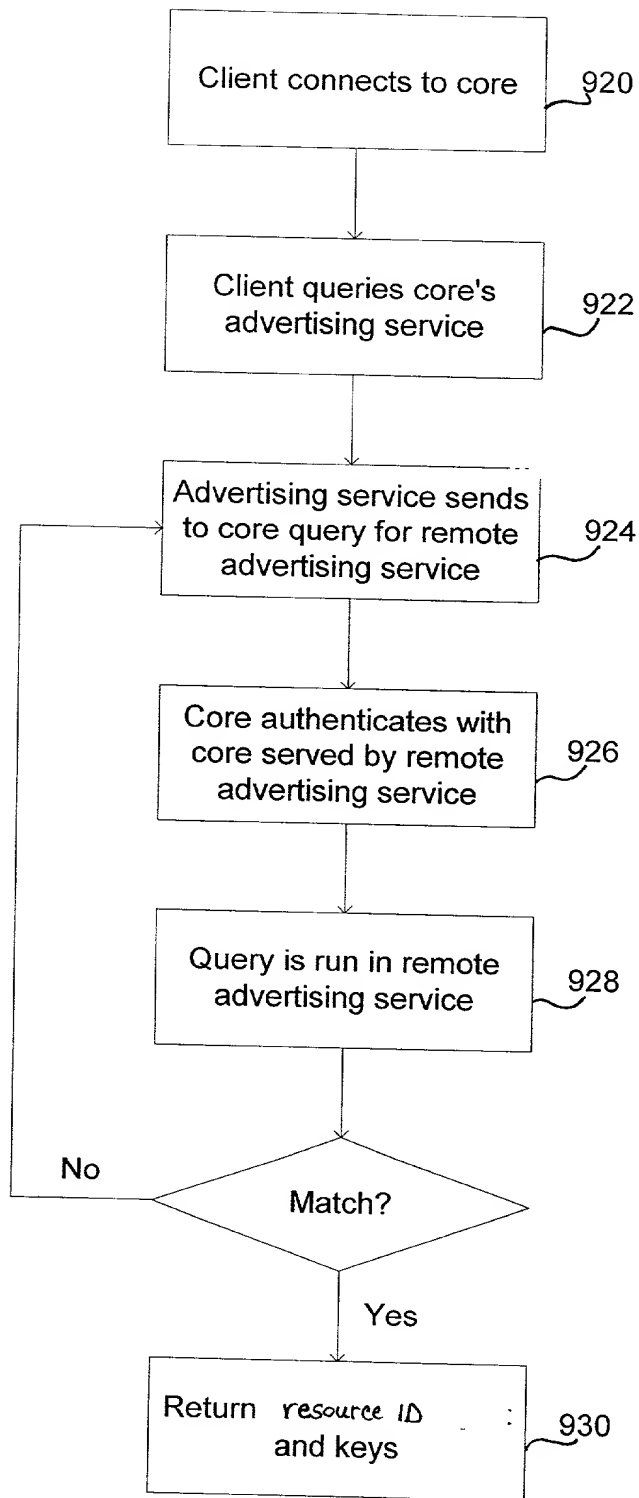 Client connects to core
920
Client queries core's
advertising service
922
Advertising service sends
to core query for remote
advertising service
924
Core authenticates with
core served by remote
advertising service
926
Query is run in remote
advertising service
928
No
Match?
Yes
Return resource ID
and keys
930